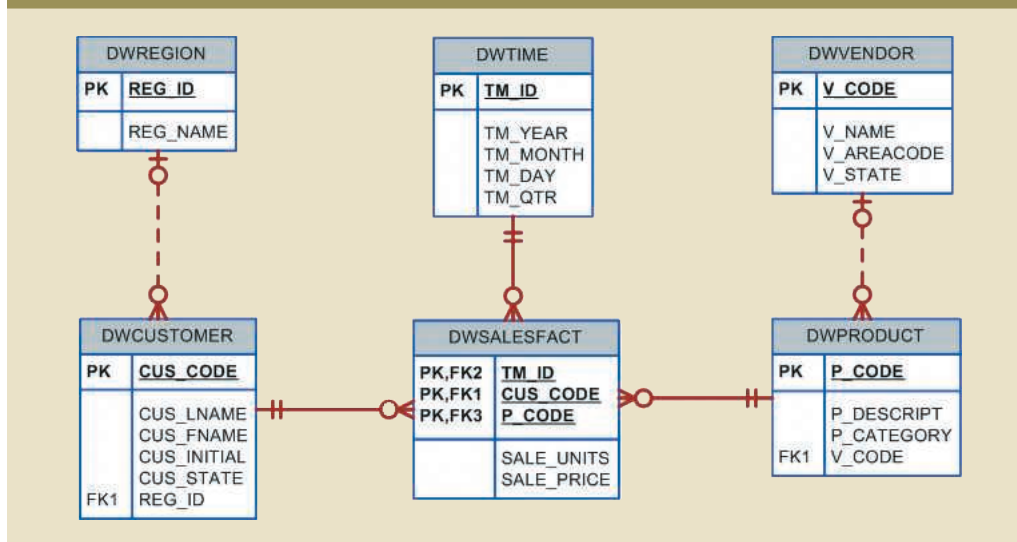 DWREGION
PK REG_ID
REG_NAME
DWTIME
PK TM_ID
TM_YEAR
TM_MONTH
TM_DAY
TM_QTR
DWVENDOR
PK V_CODE
V_NAME
V_AREACODE
V_STATE
DWCUSTOMER
PK CUS_CODE
CUS_LNAME
CUS_FNAME
CUS_INITIAL
CUS_STATE
FK1 REG_ID
DWSALESFACT
PK,FK2 TM_ID
PK,FK1 CUS_CODE
PK,FK3 P_CODE
SALE_UNITS
SALE_PRICE
DWPRODUCT
PK P_CODE
P_DESCRIPT
P_CATEGORY
FK1 V_CODE